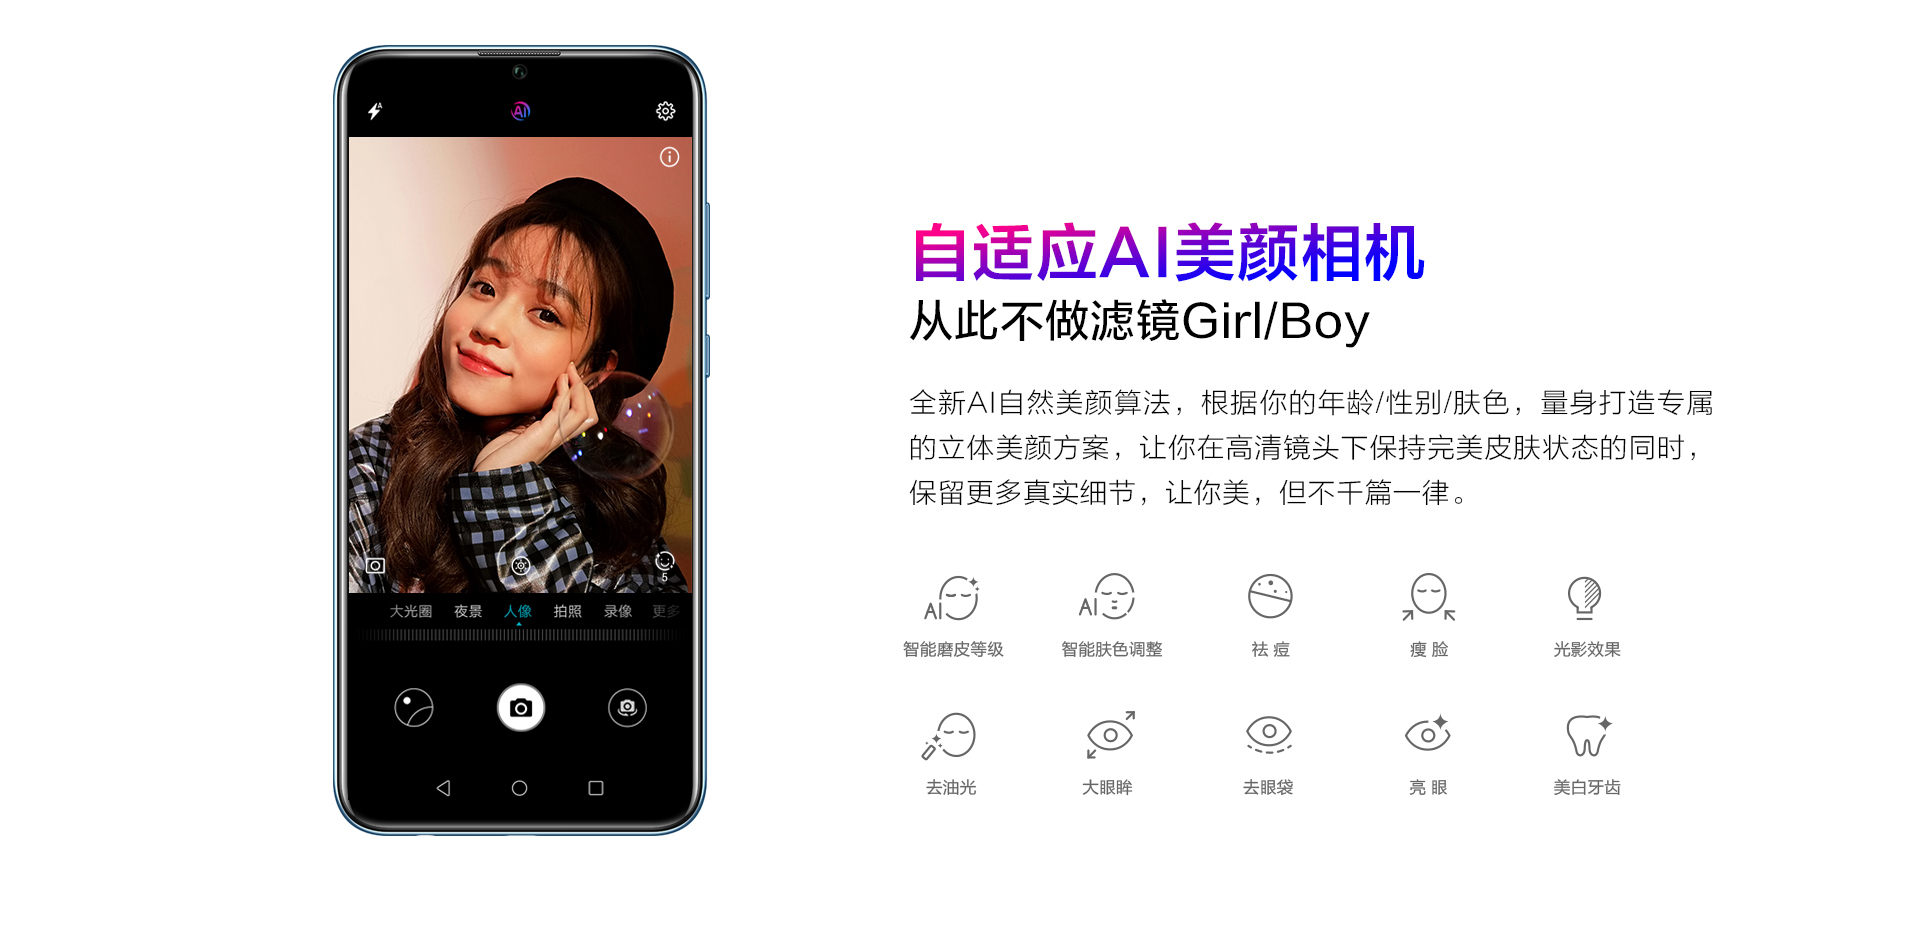 A
AI
5
大光圈 夜景 人像 拍照 录像 更多
自适应AI美颜相机
从此不做滤镜Girl/Boy
全新AI自然美颜算法，根据你的年龄/性别/肤色，量身打造专属
的立体美颜方案，让你在高清镜头下保持完美皮肤状态的同时，
保留更多真实细节，让你美，但不千篇一律。
AI AI
智能磨皮等级 智能肤色调整 祛 痘 瘦 脸 光影效果
去油光 大眼眸 去眼袋 亮 眼 美白牙齿